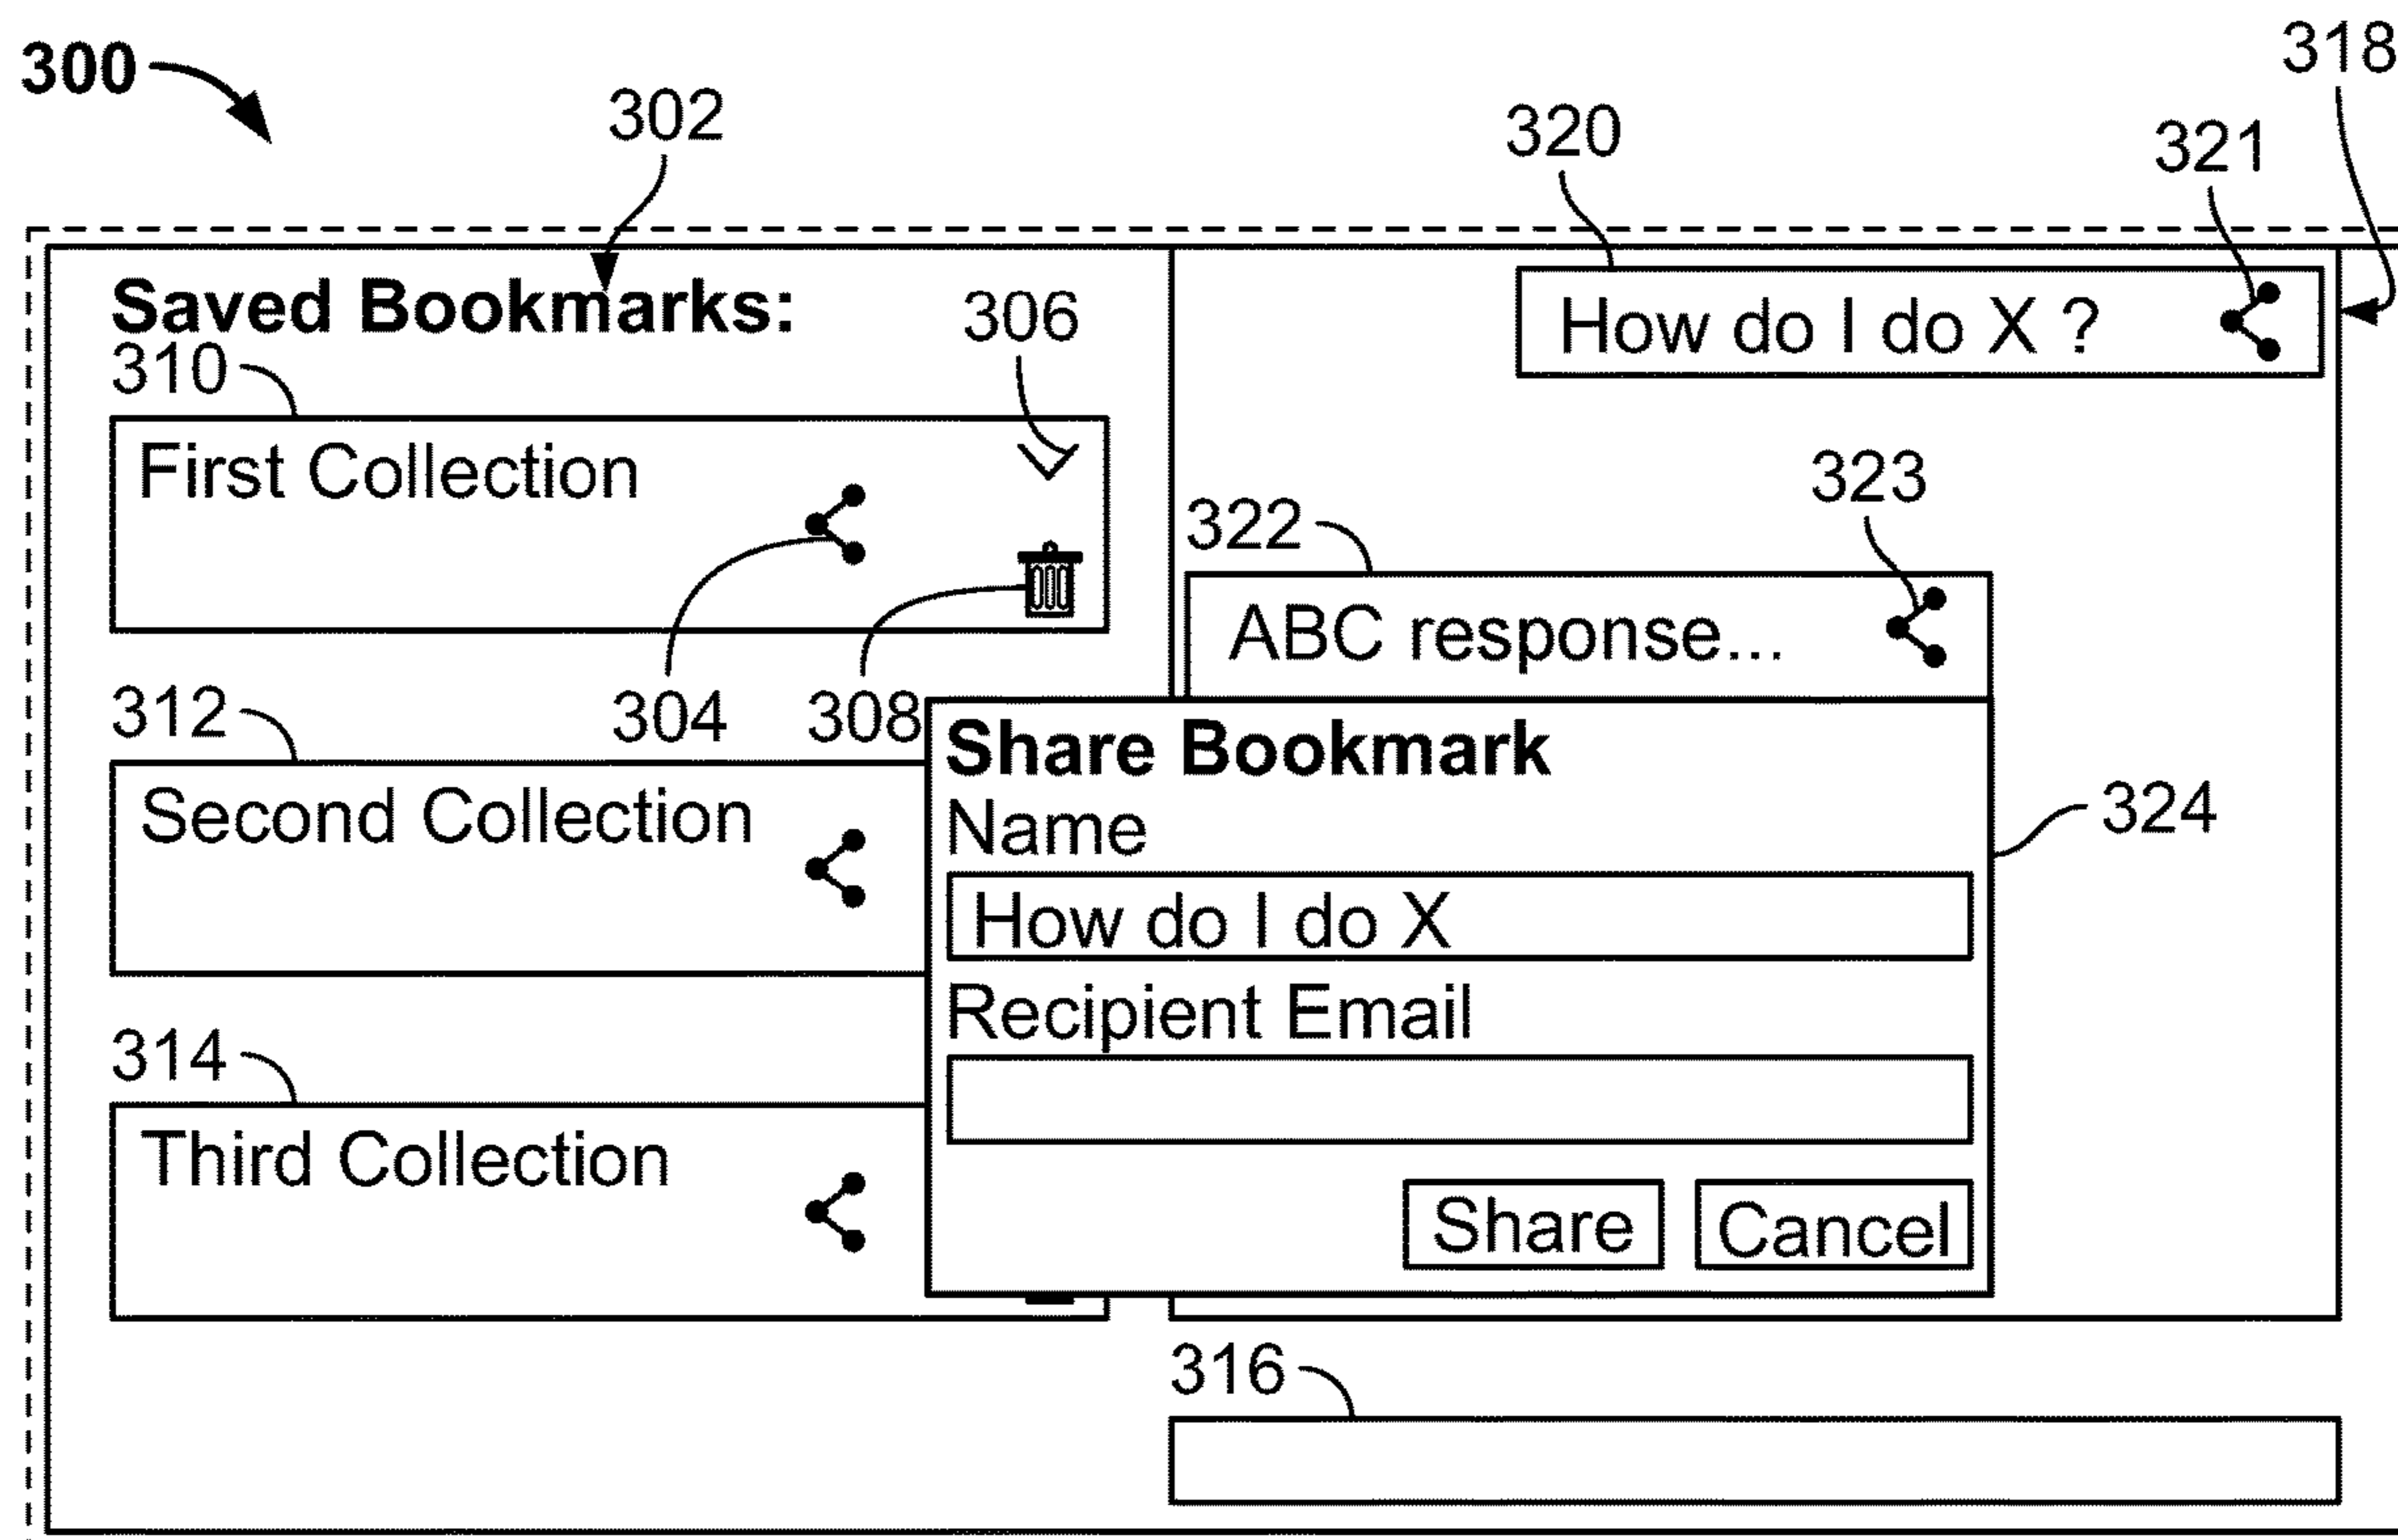 300
302
318
320
321
Saved Bookmarks:
306
How do I do X ?
310
First Collection
323
322
ABC response...
304
308
312
Share Bookmark
Second Collection
Name
324
How do I do X
Recipient Email
314
Third Collection
Share
Cancel
316